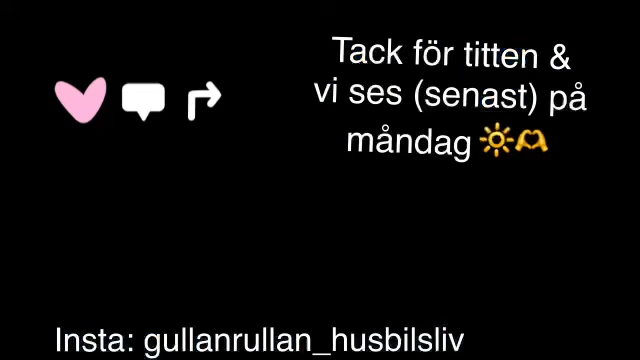 Tack för titten &
vi ses (senast) på
måndag 🔆🫶
Insta: gullanrullan_husbilsliv